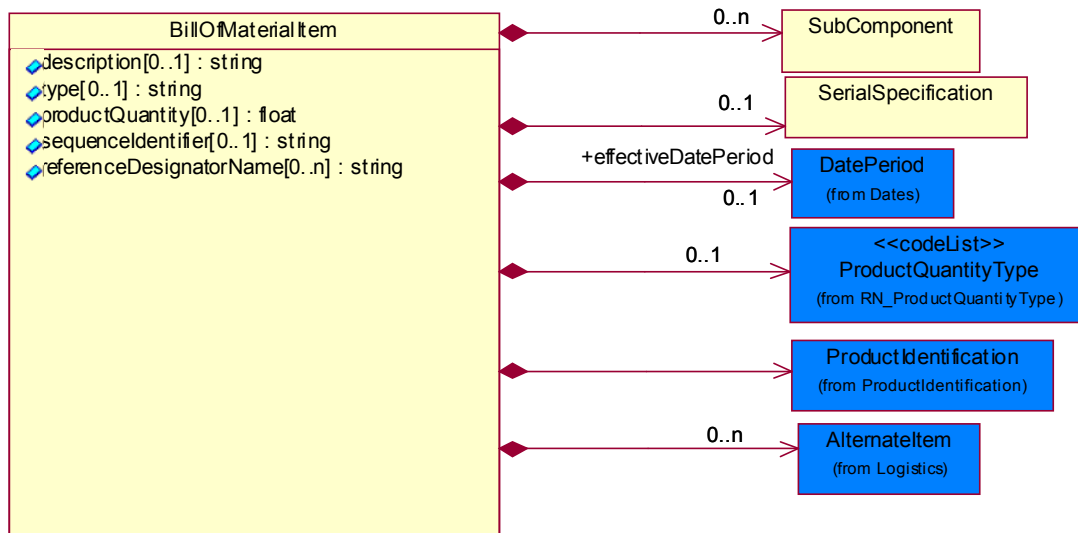 BillOfMaterialItem
description[0..1] : string
type[0..1] : string
productQuantity[0..1] : float
sequenceIdentifier[0..1] : string
referenceDesignatorName[0..n] : string
0..n
SubComponent
0..1
SerialSpecification
+effectiveDatePeriod
0..1
DatePeriod
(from Dates)
0..1
<<codeList>>
ProductQuantityType
(from RN_ProductQuantityType)
ProductIdentification
(from ProductIdentification)
0..n
AlternateItem
(from Logistics)